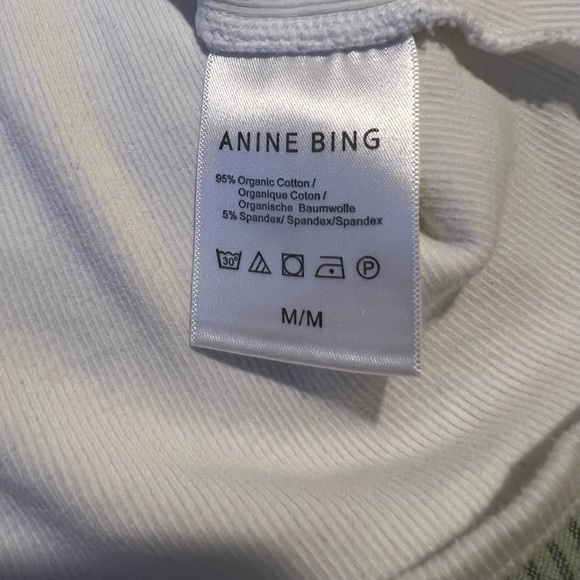 ANINE BING
95% Organic Cotton /
Organique Coton /
Organische Baumwolle
5% Spandex/ Spandex/Spandex
30° P
M/M